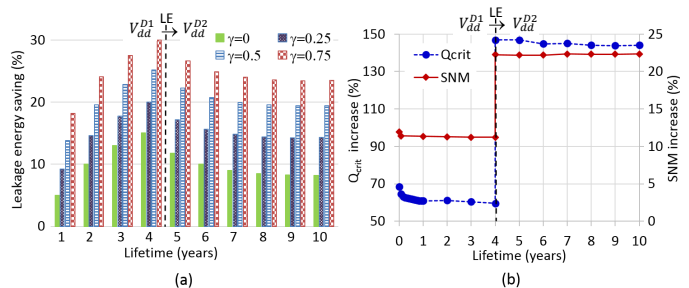 V_dd^D1 LE → V_dd^D2
γ=0 γ=0.25
γ=0.5 γ=0.75
Leakage energy saving (%)
30%
20%
10%
0%
1 2 3 4 5 6 7 8 9 10
Lifetime (years)
(a)
V_dd^D1 LE → V_dd^D2
Qcrit
SNM
Q_crit increase (%)
150
130
110
90
70
50
SNM increase (%)
25
20
15
10
5
0
0 1 2 3 4 5 6 7 8 9 10
Lifetime (years)
(b)